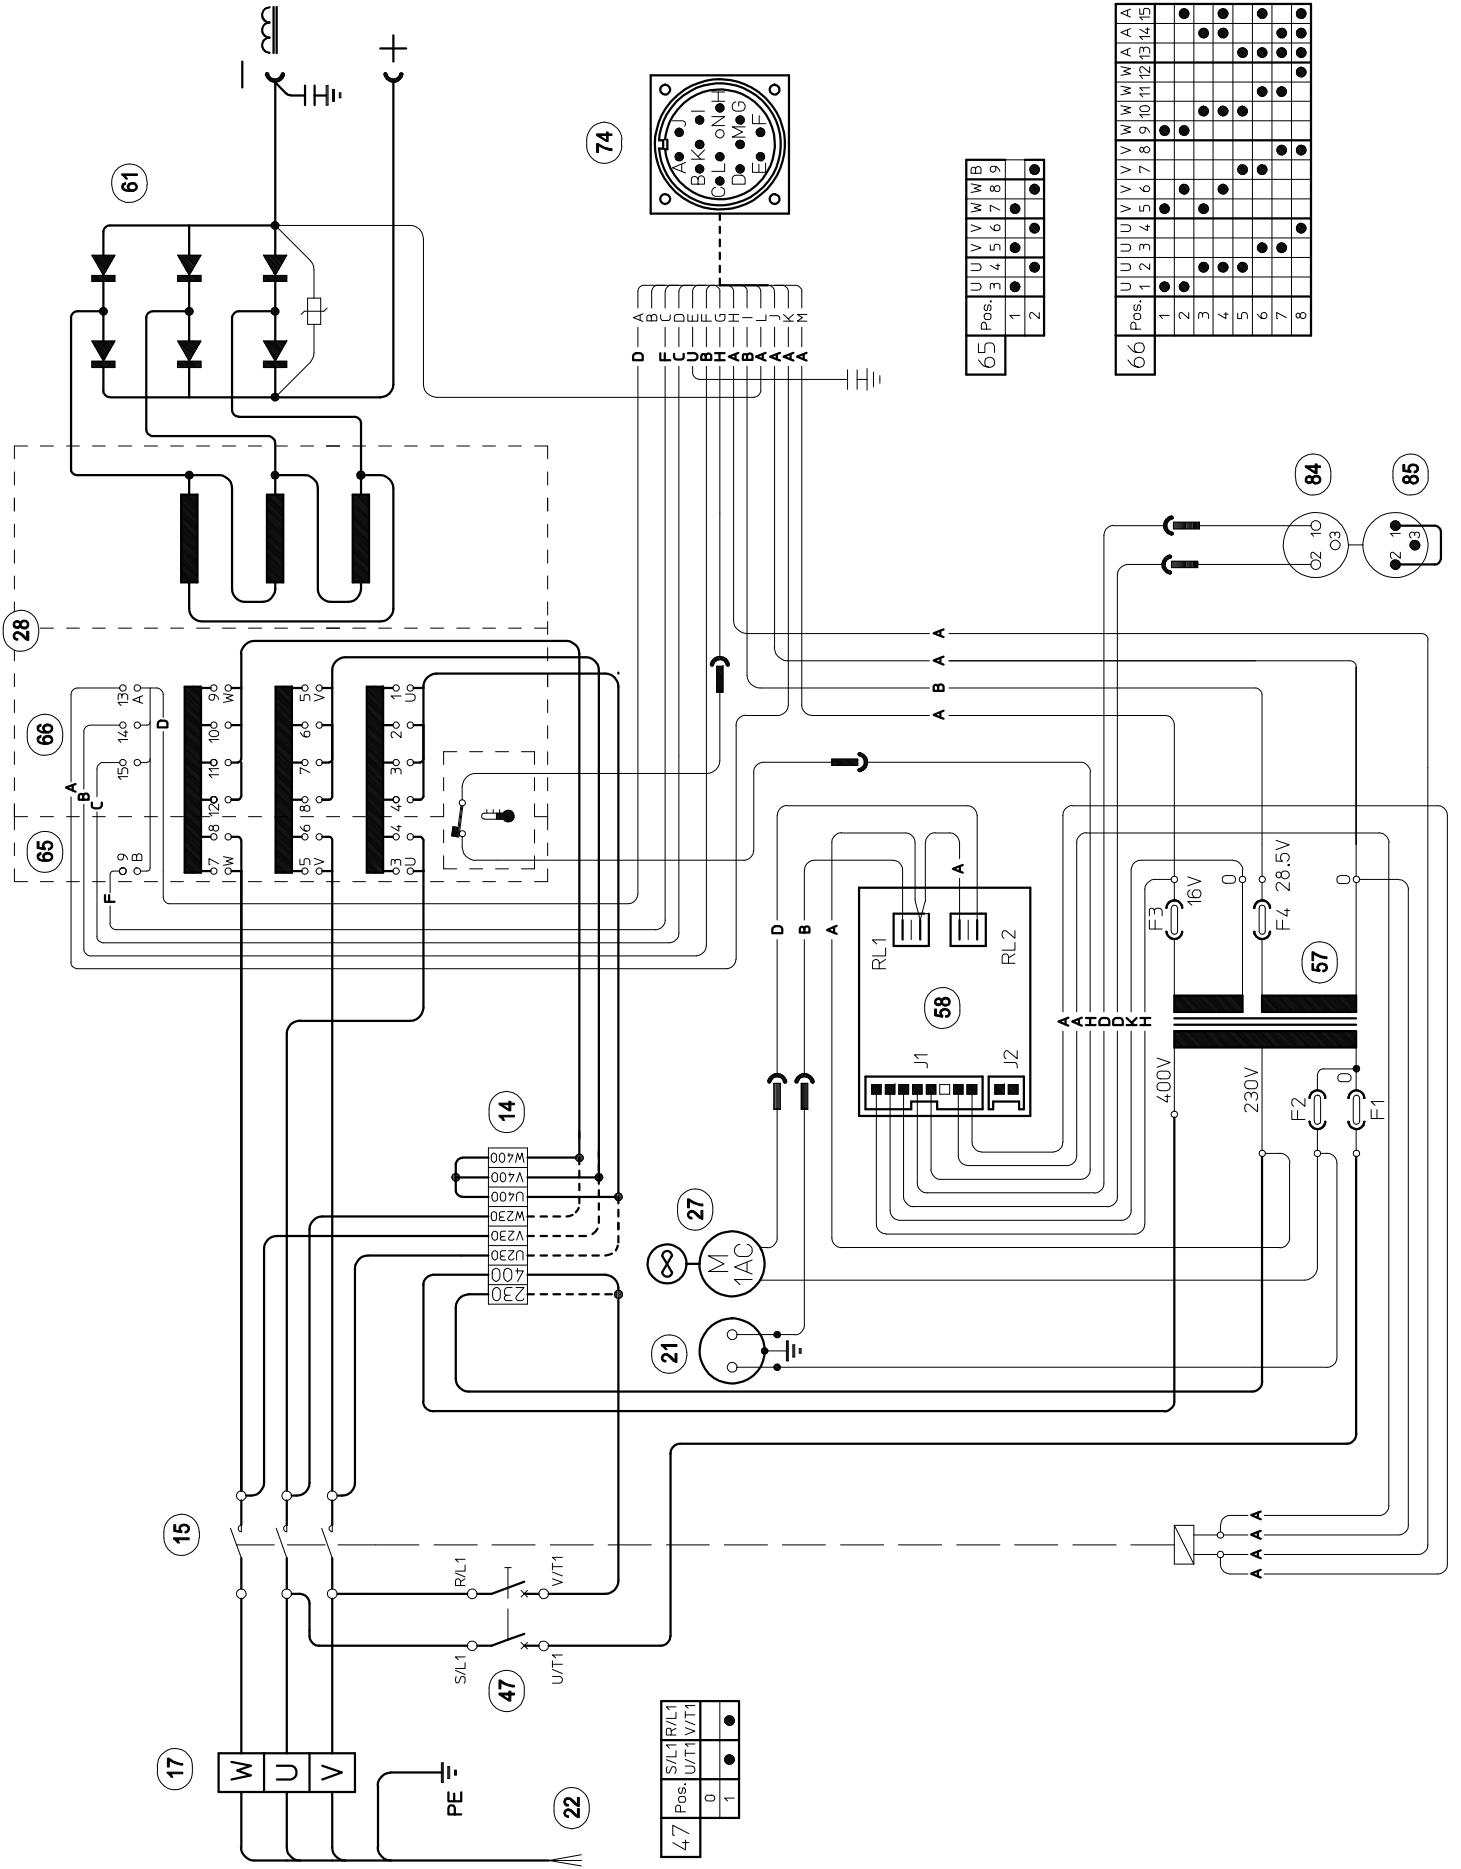 61
74
A
J
B
K
I
C
L
N
H
D
M
G
E
F
A
B
C
D
E
F
G
H
I
L
J
K
M
D
F
C
U
B
H
A
B
A
A
A
A
65
Pos.
U 3
U 4
V 5
V 6
W 7
W 8
B 9
1
2
66
Pos.
U 1
U 2
U 3
U 4
V 5
V 6
V 7
V 8
W 9
W 10
W 11
W 12
A 13
A 14
A 15
1
2
3
4
5
6
7
8
28
66
65
13
A
14
15
9
B
A
B
C
D
F
9
W
10
11
12
8
7
W
5
V
6
7
8
6
5
V
1
U
2
3
4
4
3
U
84
1
2
3
85
1
2
3
A
A
B
A
D
B
A
A
RL1
RL2
58
J1
J2
A
A
H
D
D
K
H
F3
16V
0
F4
28.5V
0
57
400V
230V
0
F2
F1
14
W400
V400
U400
W230
V230
U230
400
230
27
M
1AC
21
15
R/L1
V/T1
S/L1
U/T1
47
A
A
A
A
17
W
U
V
PE
22
47
Pos.
S/L1 R/L1
U/T1 V/T1
0
1